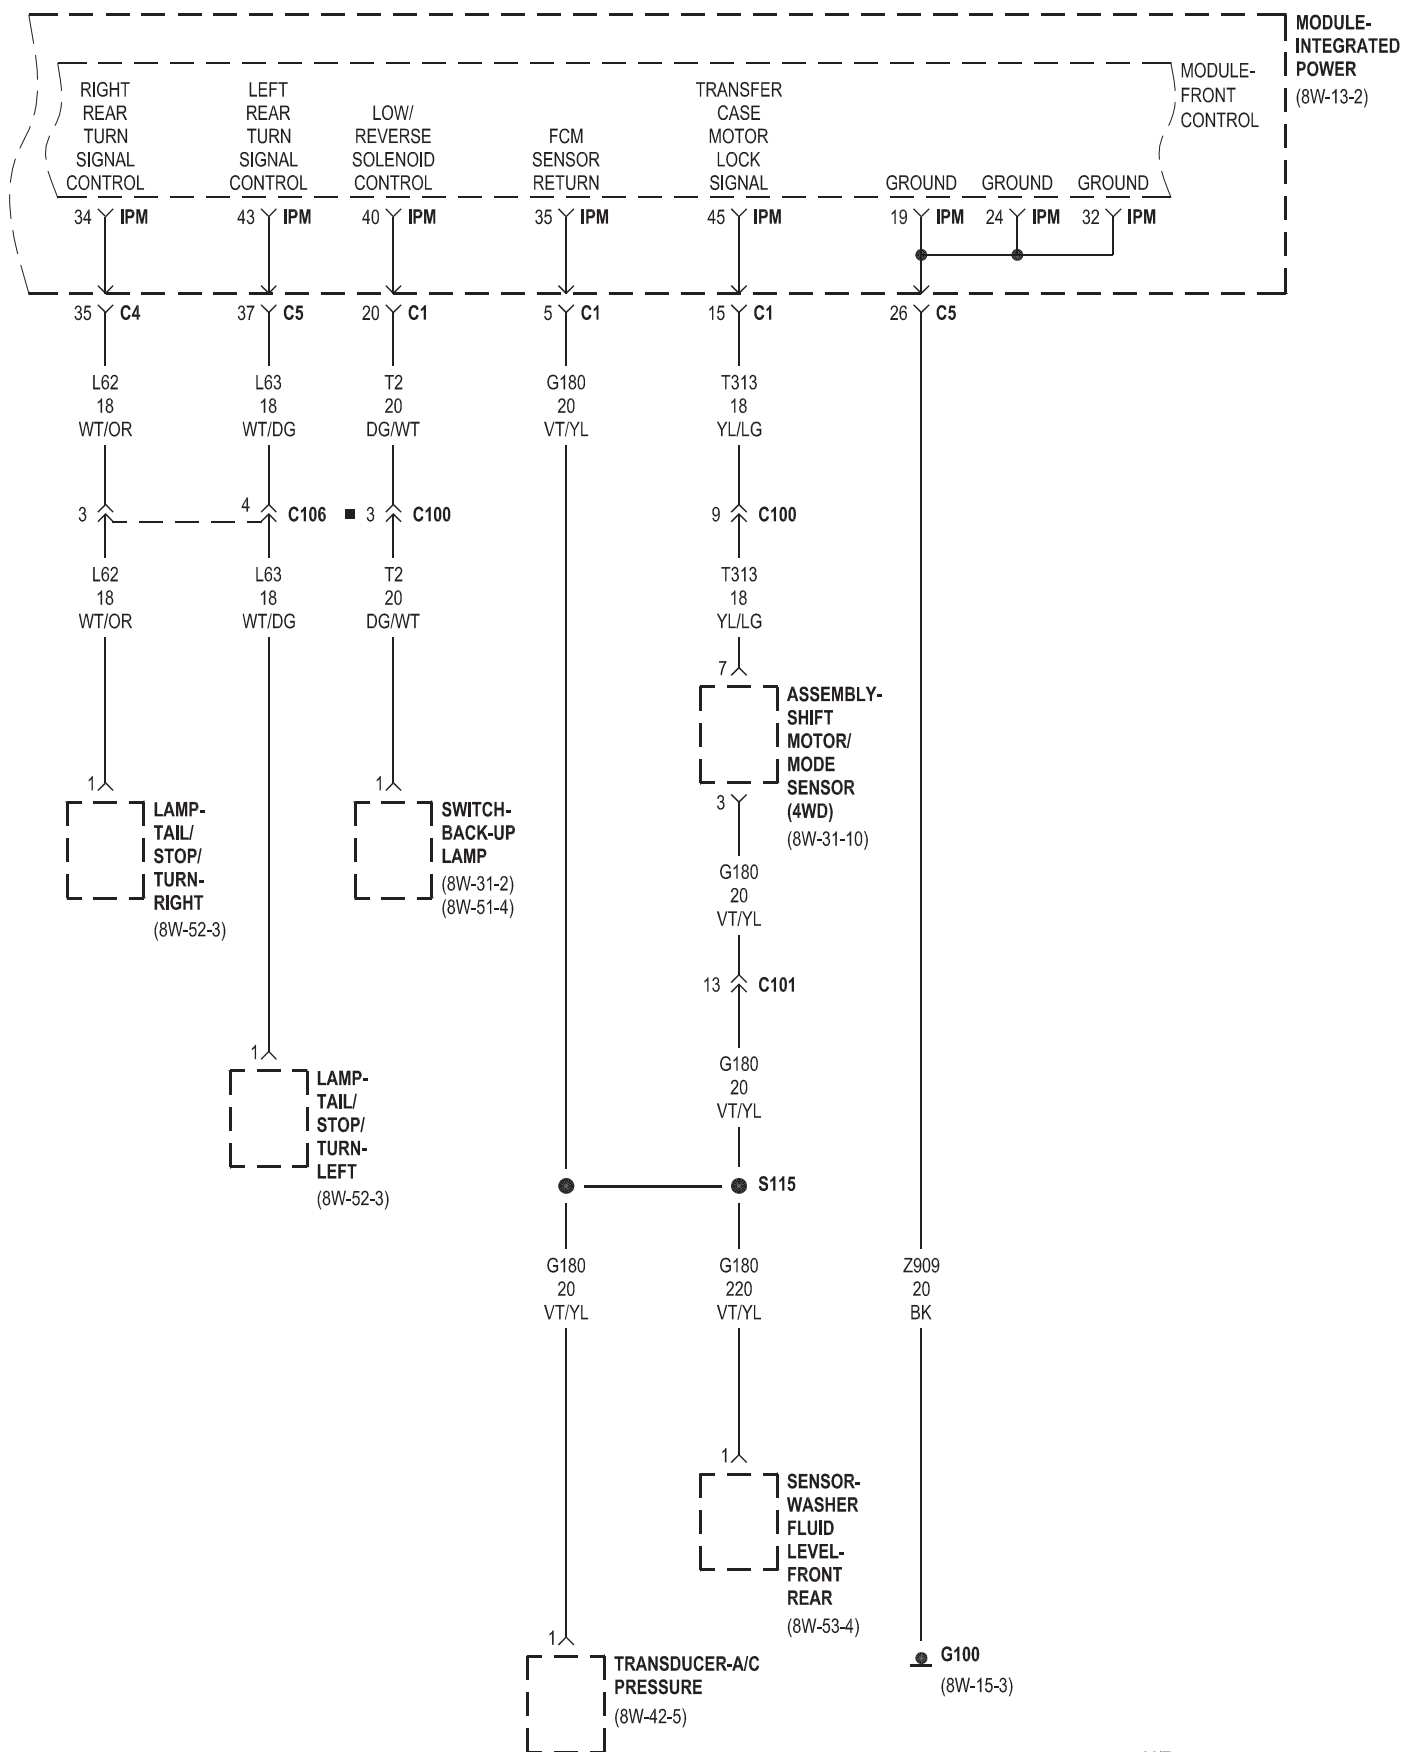 MODULE-
INTEGRATED
POWER
(8W-13-2)
MODULE-
FRONT
CONTROL
RIGHT
REAR
TURN
SIGNAL
CONTROL
LEFT
REAR
TURN
SIGNAL
CONTROL
LOW/
REVERSE
SOLENOID
CONTROL
FCM
SENSOR
RETURN
TRANSFER
CASE
MOTOR
LOCK
SIGNAL
GROUND GROUND GROUND
34 IPM 43 IPM 40 IPM 35 IPM 45 IPM 19 IPM 24 IPM 32 IPM
35 C4 37 C5 20 C1 5 C1 15 C1 26 C5
L62 L63 T2 G180 T313
18 18 20 20 18
WT/OR WT/DG DG/WT VT/YL YL/LG
3 4 C106 3 C100 9 C100
L62 L63 T2 T313
18 18 20 18
WT/OR WT/DG DG/WT YL/LG
7
ASSEMBLY-
SHIFT
MOTOR/
MODE
SENSOR
(4WD)
(8W-31-10)
3
1
LAMP-
TAIL/
STOP/
TURN-
RIGHT
(8W-52-3)
1
SWITCH-
BACK-UP
LAMP
(8W-31-2)
(8W-51-4)
G180
20
VT/YL
13 C101
G180
20
VT/YL
1
LAMP-
TAIL/
STOP/
TURN-
LEFT
(8W-52-3)
S115
G180 G180 Z909
20 220 20
VT/YL VT/YL BK
1
SENSOR-
WASHER
FLUID
LEVEL-
FRONT
REAR
(8W-53-4)
1
TRANSDUCER-A/C
PRESSURE
(8W-42-5)
G100
(8W-15-3)